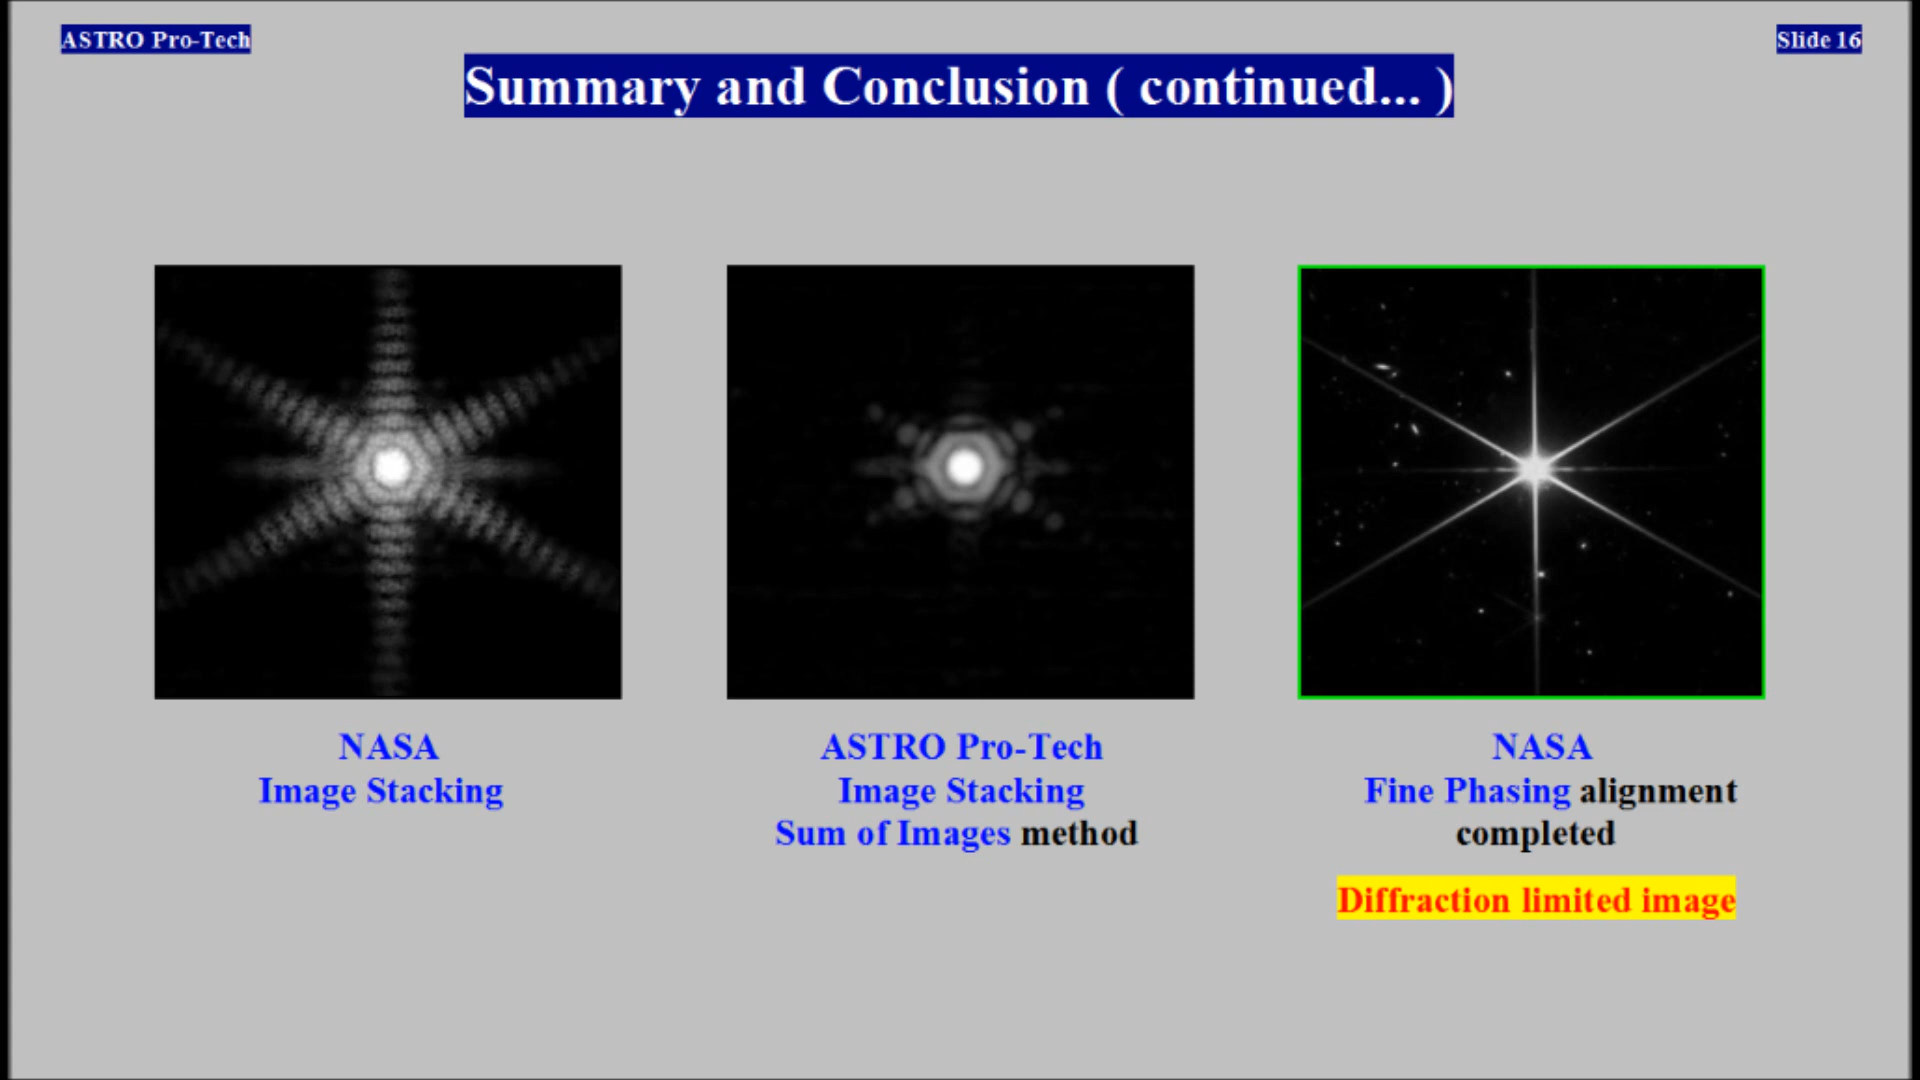 ASTRO Pro-Tech
Slide 16
Summary and Conclusion ( continued... )
NASA
Image Stacking
ASTRO Pro-Tech
Image Stacking
Sum of Images method
NASA
Fine Phasing alignment
completed
Diffraction limited image